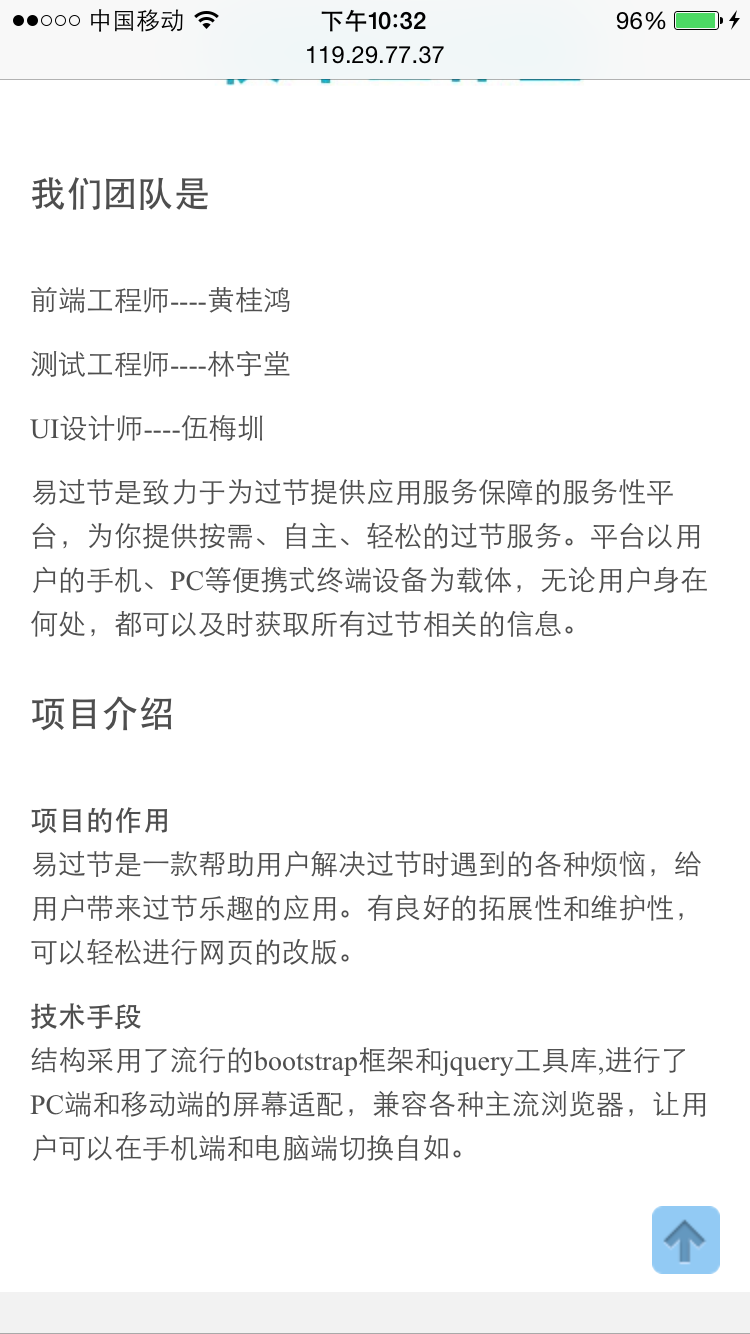 中国移动
下午10:32
96%
119.29.77.37
我们团队是
前端工程师----黄桂鸿
测试工程师----林宇堂
UI设计师----伍梅圳
易过节是致力于为过节提供应用服务保障的服务性平
台，为你提供按需、自主、轻松的过节服务。平台以用
户的手机、PC等便携式终端设备为载体，无论用户身在
何处，都可以及时获取所有过节相关的信息。
项目介绍
项目的作用
易过节是一款帮助用户解决过节时遇到的各种烦恼，给
用户带来过节乐趣的应用。有良好的拓展性和维护性，
可以轻松进行网页的改版。
技术手段
结构采用了流行的bootstrap框架和jquery工具库,进行了
PC端和移动端的屏幕适配，兼容各种主流浏览器，让用
户可以在手机端和电脑端切换自如。